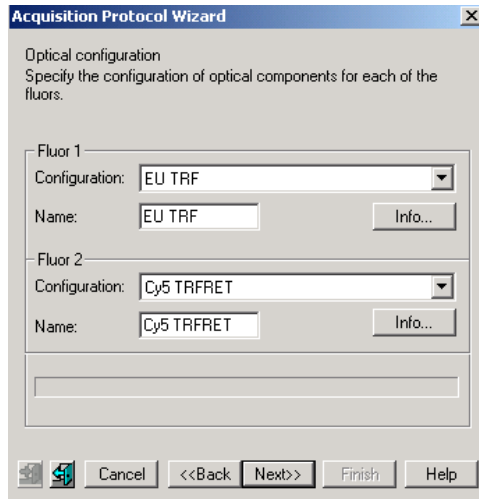 Acquisition Protocol Wizard
Optical configuration
Specify the configuration of optical components for each of the
fluors.
Fluor 1
Configuration: EU TRF
Name: EU TRF Info...
Fluor 2
Configuration: Cy5 TRFRET
Name: Cy5 TRFRET Info...
Cancel <<Back Next>> Finish Help